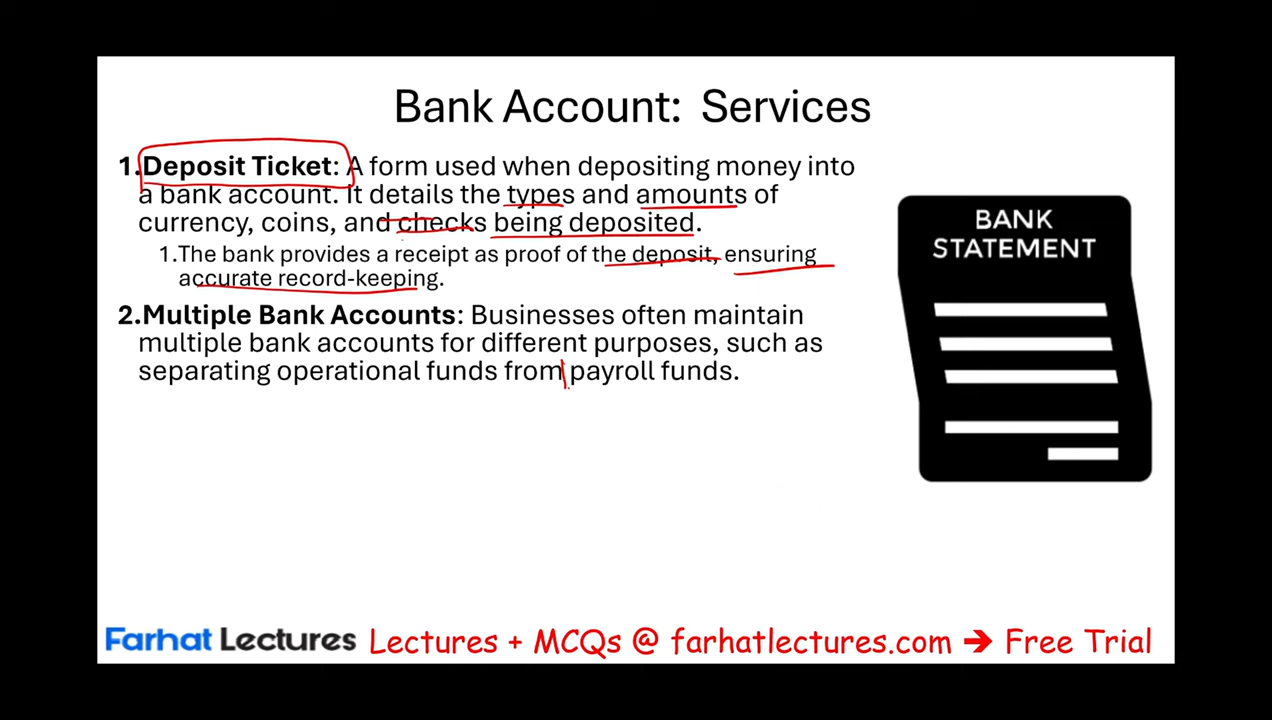 Bank Account: Services
1.Deposit Ticket: A form used when depositing money into
a bank account. It details the types and amounts of
currency, coins, and checks being deposited.
1.The bank provides a receipt as proof of the deposit, ensuring
accurate record-keeping.
2.Multiple Bank Accounts: Businesses often maintain
multiple bank accounts for different purposes, such as
separating operational funds from payroll funds.
BANK
STATEMENT
Farhat Lectures Lectures + MCQs @ farhatlectures.com ➔ Free Trial